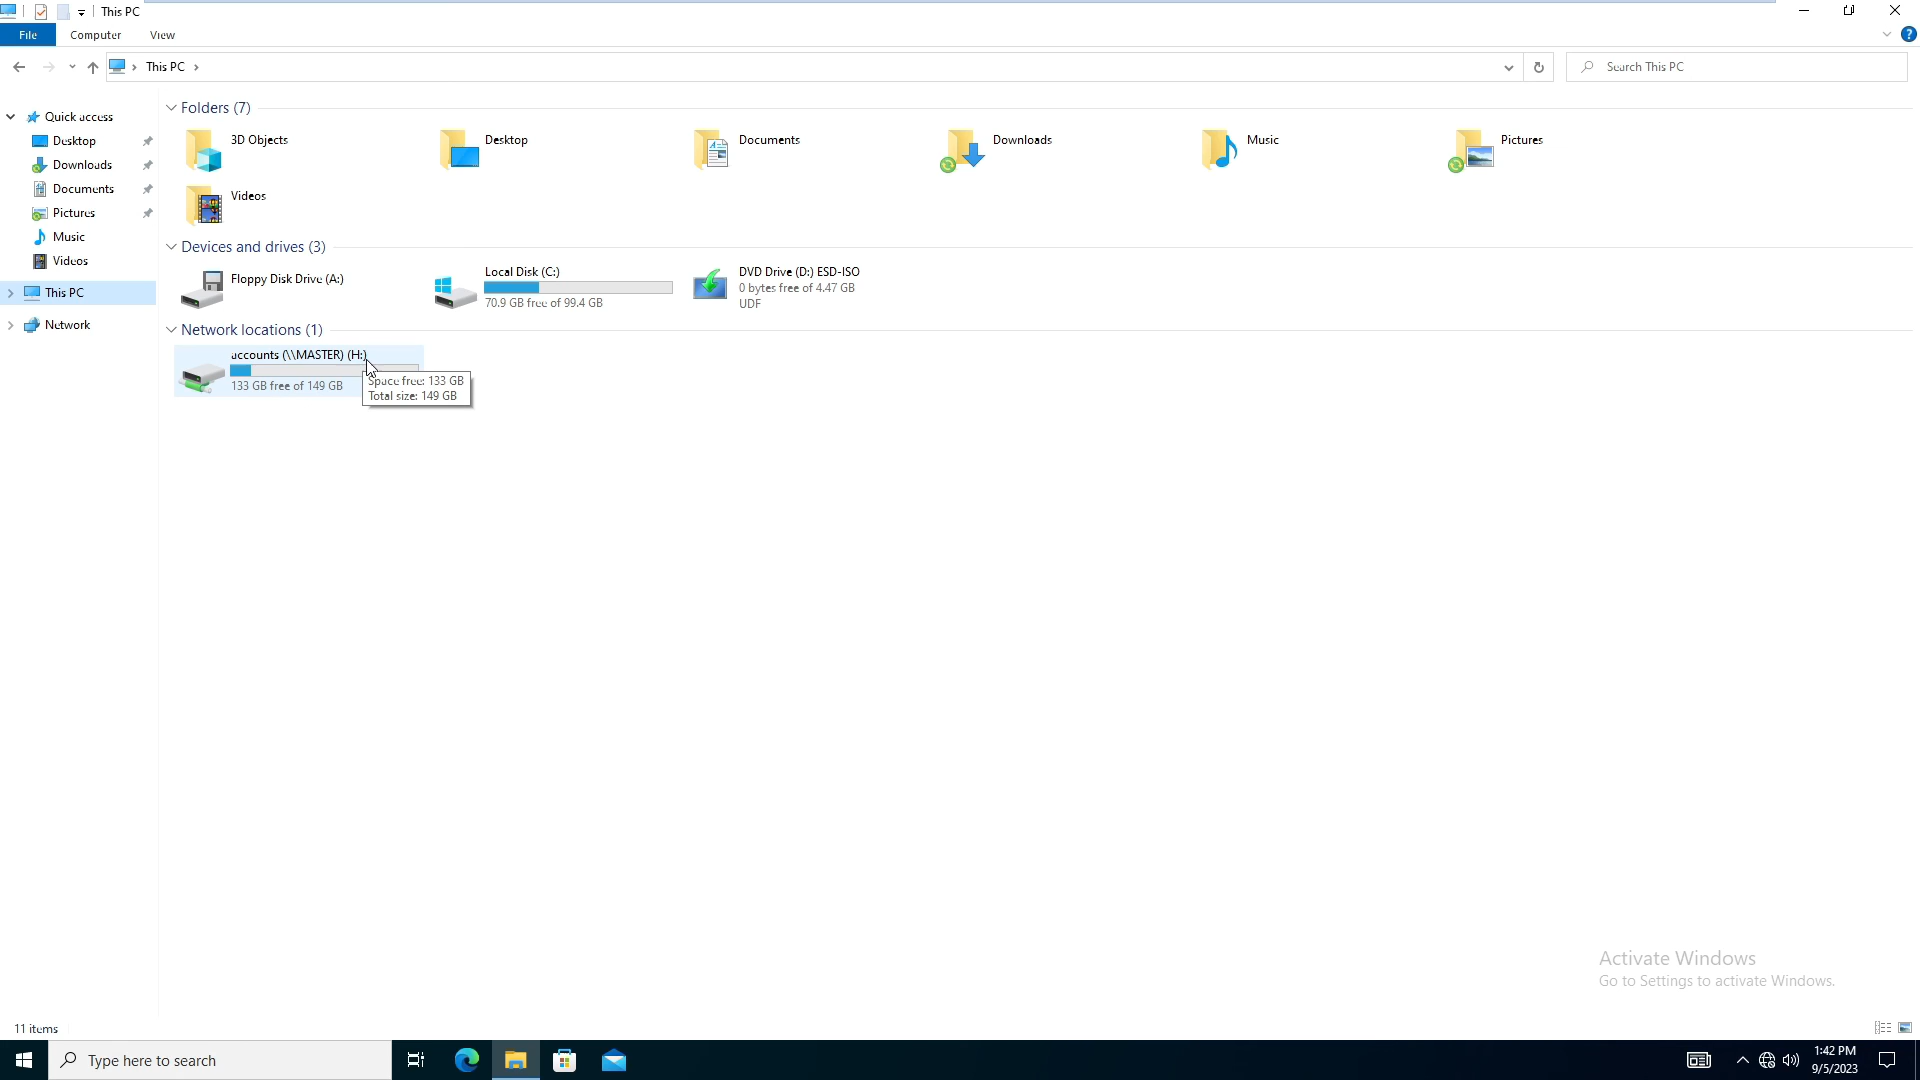 This PC
File Computer View
This PC
Search This PC
Quick access
Desktop
Downloads
Documents
Pictures
Music
Videos
This PC
Network
Folders (7)
3D Objects
Desktop
Documents
Downloads
Music
Pictures
Videos
Devices and drives (3)
Floppy Disk Drive (A:)
Local Disk (C:)
70.9 GB free of 99.4 GB
DVD Drive (D:) ESD-ISO
0 bytes free of 4.47 GB
UDF
Network locations (1)
accounts (\\MASTER) (H:)
133 GB free of 149 GB
Space free: 133 GB
Total size: 149 GB
Activate Windows
Go to Settings to activate Windows.
11 items
Type here to search
1:42 PM
9/5/2023